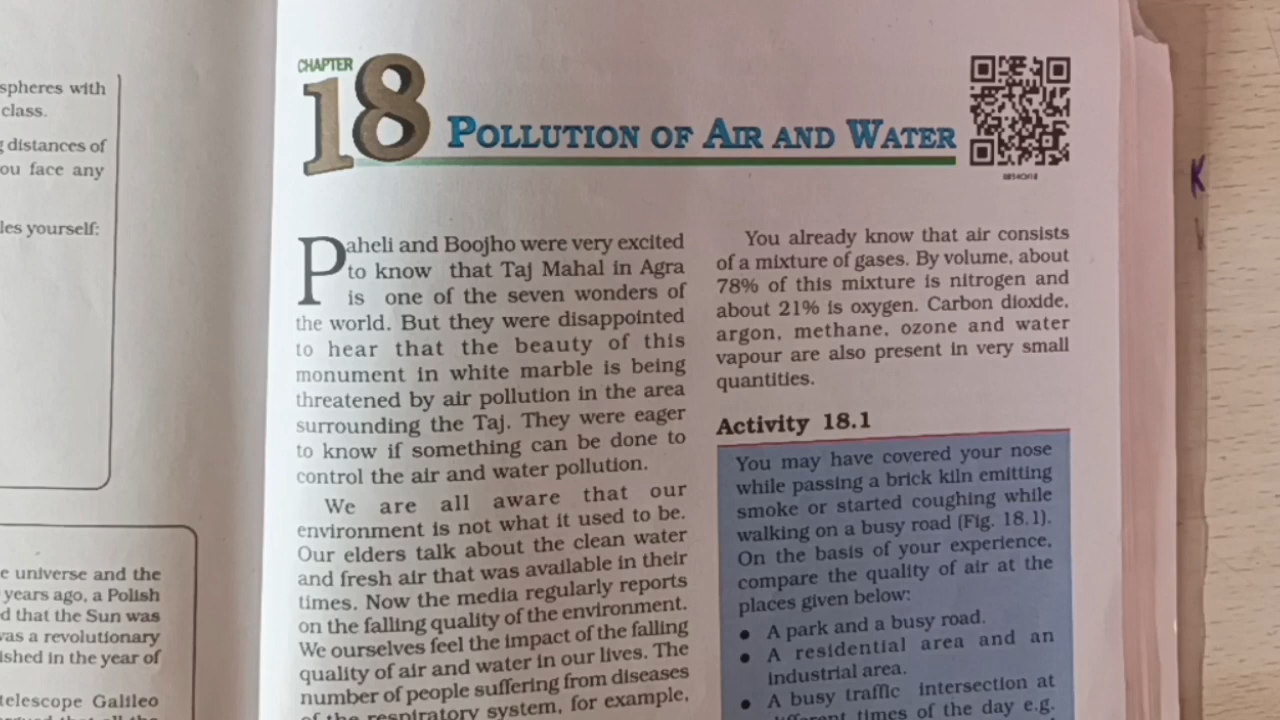 spheres with
class.
distances of
ou face any
les yourself:
e universe and the
years ago, a Polish
d that the Sun was
was a revolutionary
ished in the year of
telescope Galileo
CHAPTER
18
POLLUTION OF AIR AND WATER
Paheli and Boojho were very excited
to know that Taj Mahal in Agra
is one of the seven wonders of
the world. But they were disappointed
to hear that the beauty of this
monument in white marble is being
threatened by air pollution in the area
surrounding the Taj. They were eager
to know if something can be done to
control the air and water pollution.
We are all aware that our
environment is not what it used to be.
Our elders talk about the clean water
and fresh air that was available in their
times. Now the media regularly reports
on the falling quality of the environment.
We ourselves feel the impact of the falling
quality of air and water in our lives. The
number of people suffering from diseases
of the respiratory system, for example,
You already know that air consists
of a mixture of gases. By volume, about
78% of this mixture is nitrogen and
about 21% is oxygen. Carbon dioxide,
argon, methane, ozone and water
vapour are also present in very small
quantities.
Activity 18.1
You may have covered your nose
while passing a brick kiln emitting
smoke or started coughing while
walking on a busy road (Fig. 18.1).
On the basis of your experience,
compare the quality of air at the
places given below:
● A park and a busy road.
● A residential area and an
industrial area.
● A busy traffic intersection at
different times of the day e.g.
K